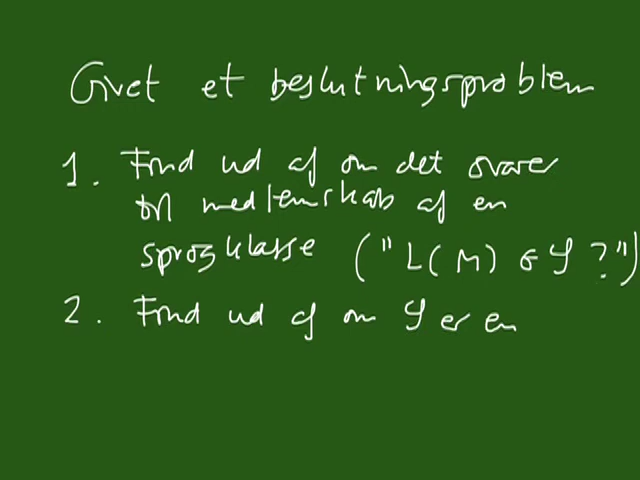 Givet et beslutningsproblem
1. Find ud af om det svarer
til medlemskab af en
sprogklasse ("L(M) ∈ 𝒮 ?")
2. Find ud af om 𝒮 er en